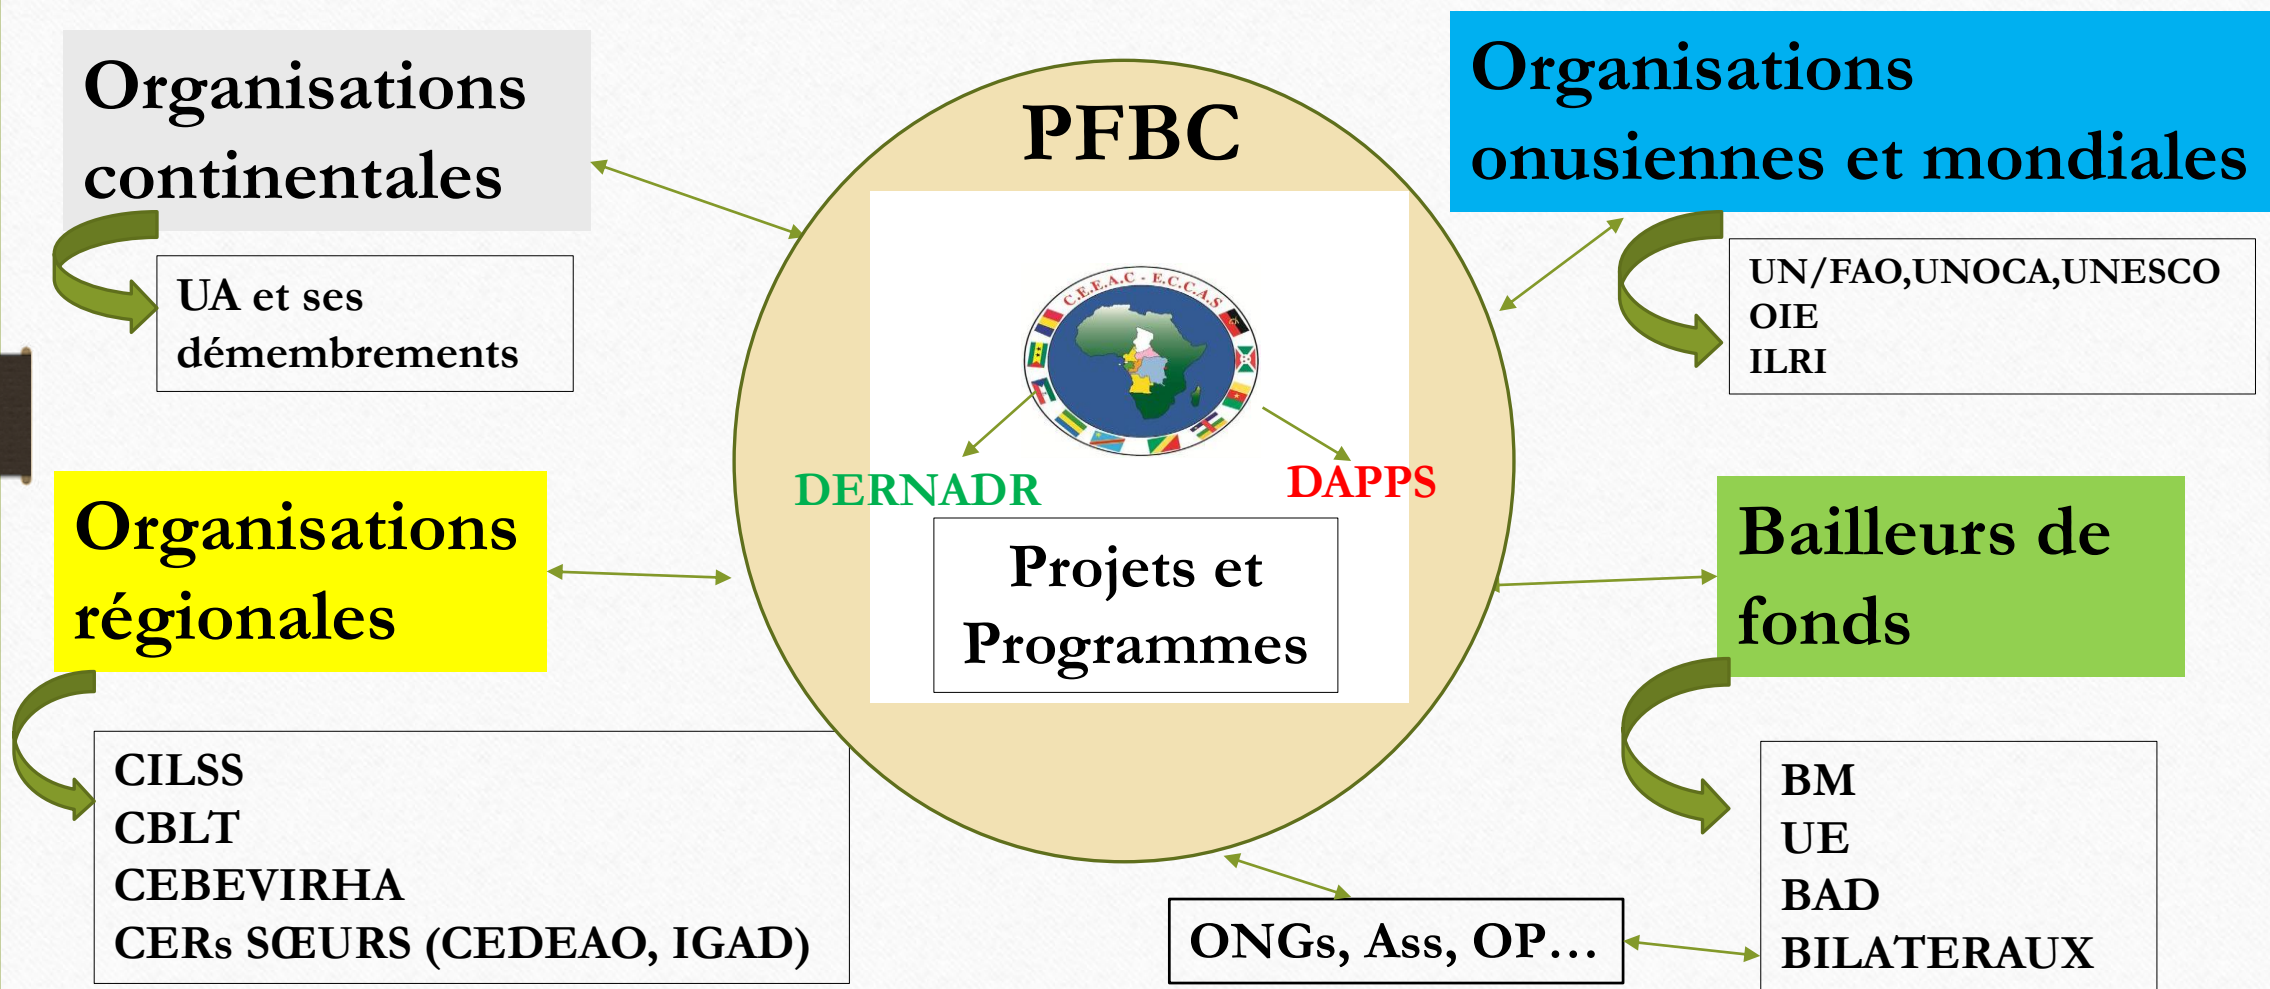 Organisations
continentales
UA et ses
démembrements
Organisations
régionales
CILSS
CBLT
CEBEVIRHA
CERs SŒURS (CEDEAO, IGAD)
PFBC
C.E.E.A.C - E.C.C.A.S
DERNADR
DAPPS
Projets et
Programmes
ONGs, Ass, OP…
Organisations
onusiennes et mondiales
UN/FAO,UNOCA,UNESCO
OIE
ILRI
Bailleurs de
fonds
BM
UE
BAD
BILATERAUX